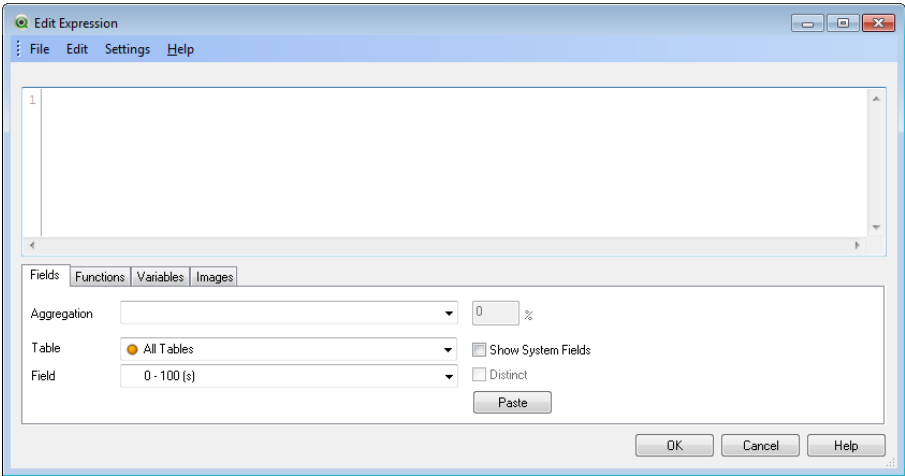 Edit Expression
File Edit Settings Help
1
Fields Functions Variables Images
Aggregation 0 %
Table All Tables Show System Fields
Field 0 - 100 (s) Distinct
Paste
OK Cancel Help